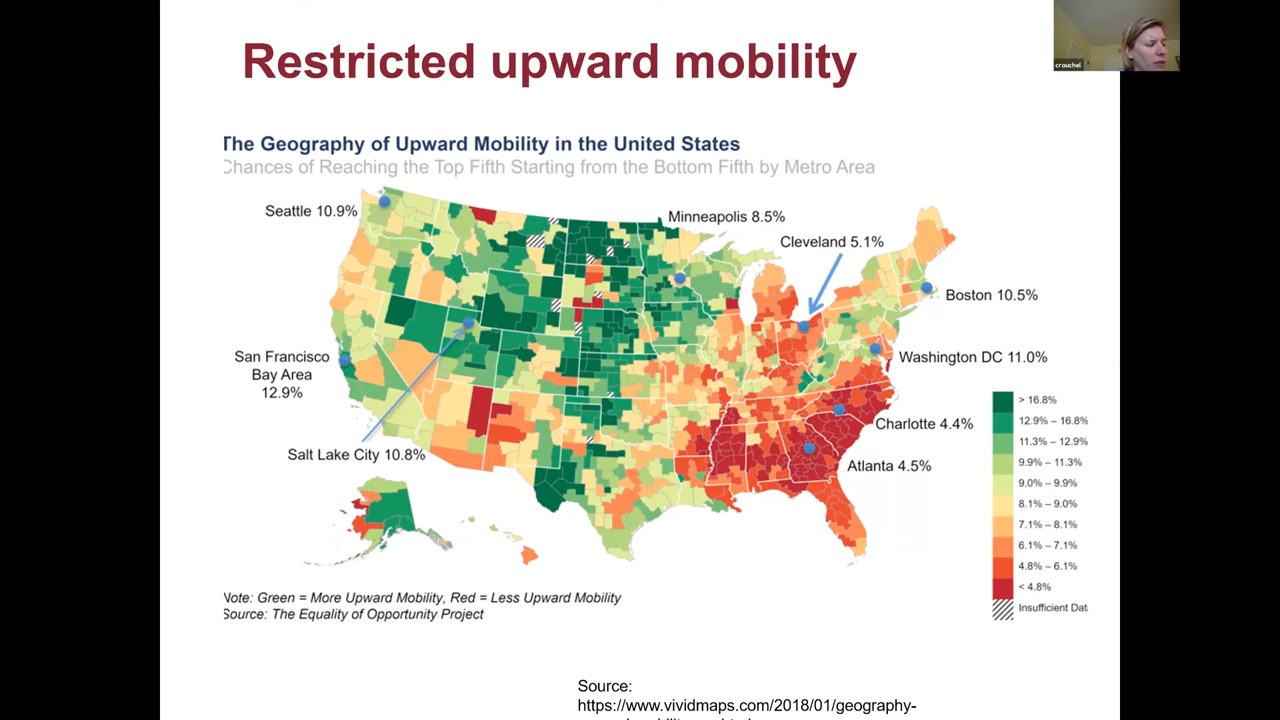 Restricted upward mobility
crouchel
The Geography of Upward Mobility in the United States
Chances of Reaching the Top Fifth Starting from the Bottom Fifth by Metro Area
Seattle 10.9%
Minneapolis 8.5%
Cleveland 5.1%
Boston 10.5%
San Francisco
Bay Area
12.9%
Washington DC 11.0%
Charlotte 4.4%
Salt Lake City 10.8%
Atlanta 4.5%
> 16.8%
12.9% – 16.8%
11.3% – 12.9%
9.9% – 11.3%
9.0% – 9.9%
8.1% – 9.0%
7.1% – 8.1%
6.1% – 7.1%
4.8% – 6.1%
< 4.8%
Insufficient Dat
Note: Green = More Upward Mobility, Red = Less Upward Mobility
Source: The Equality of Opportunity Project
Source:
https://www.vividmaps.com/2018/01/geography-